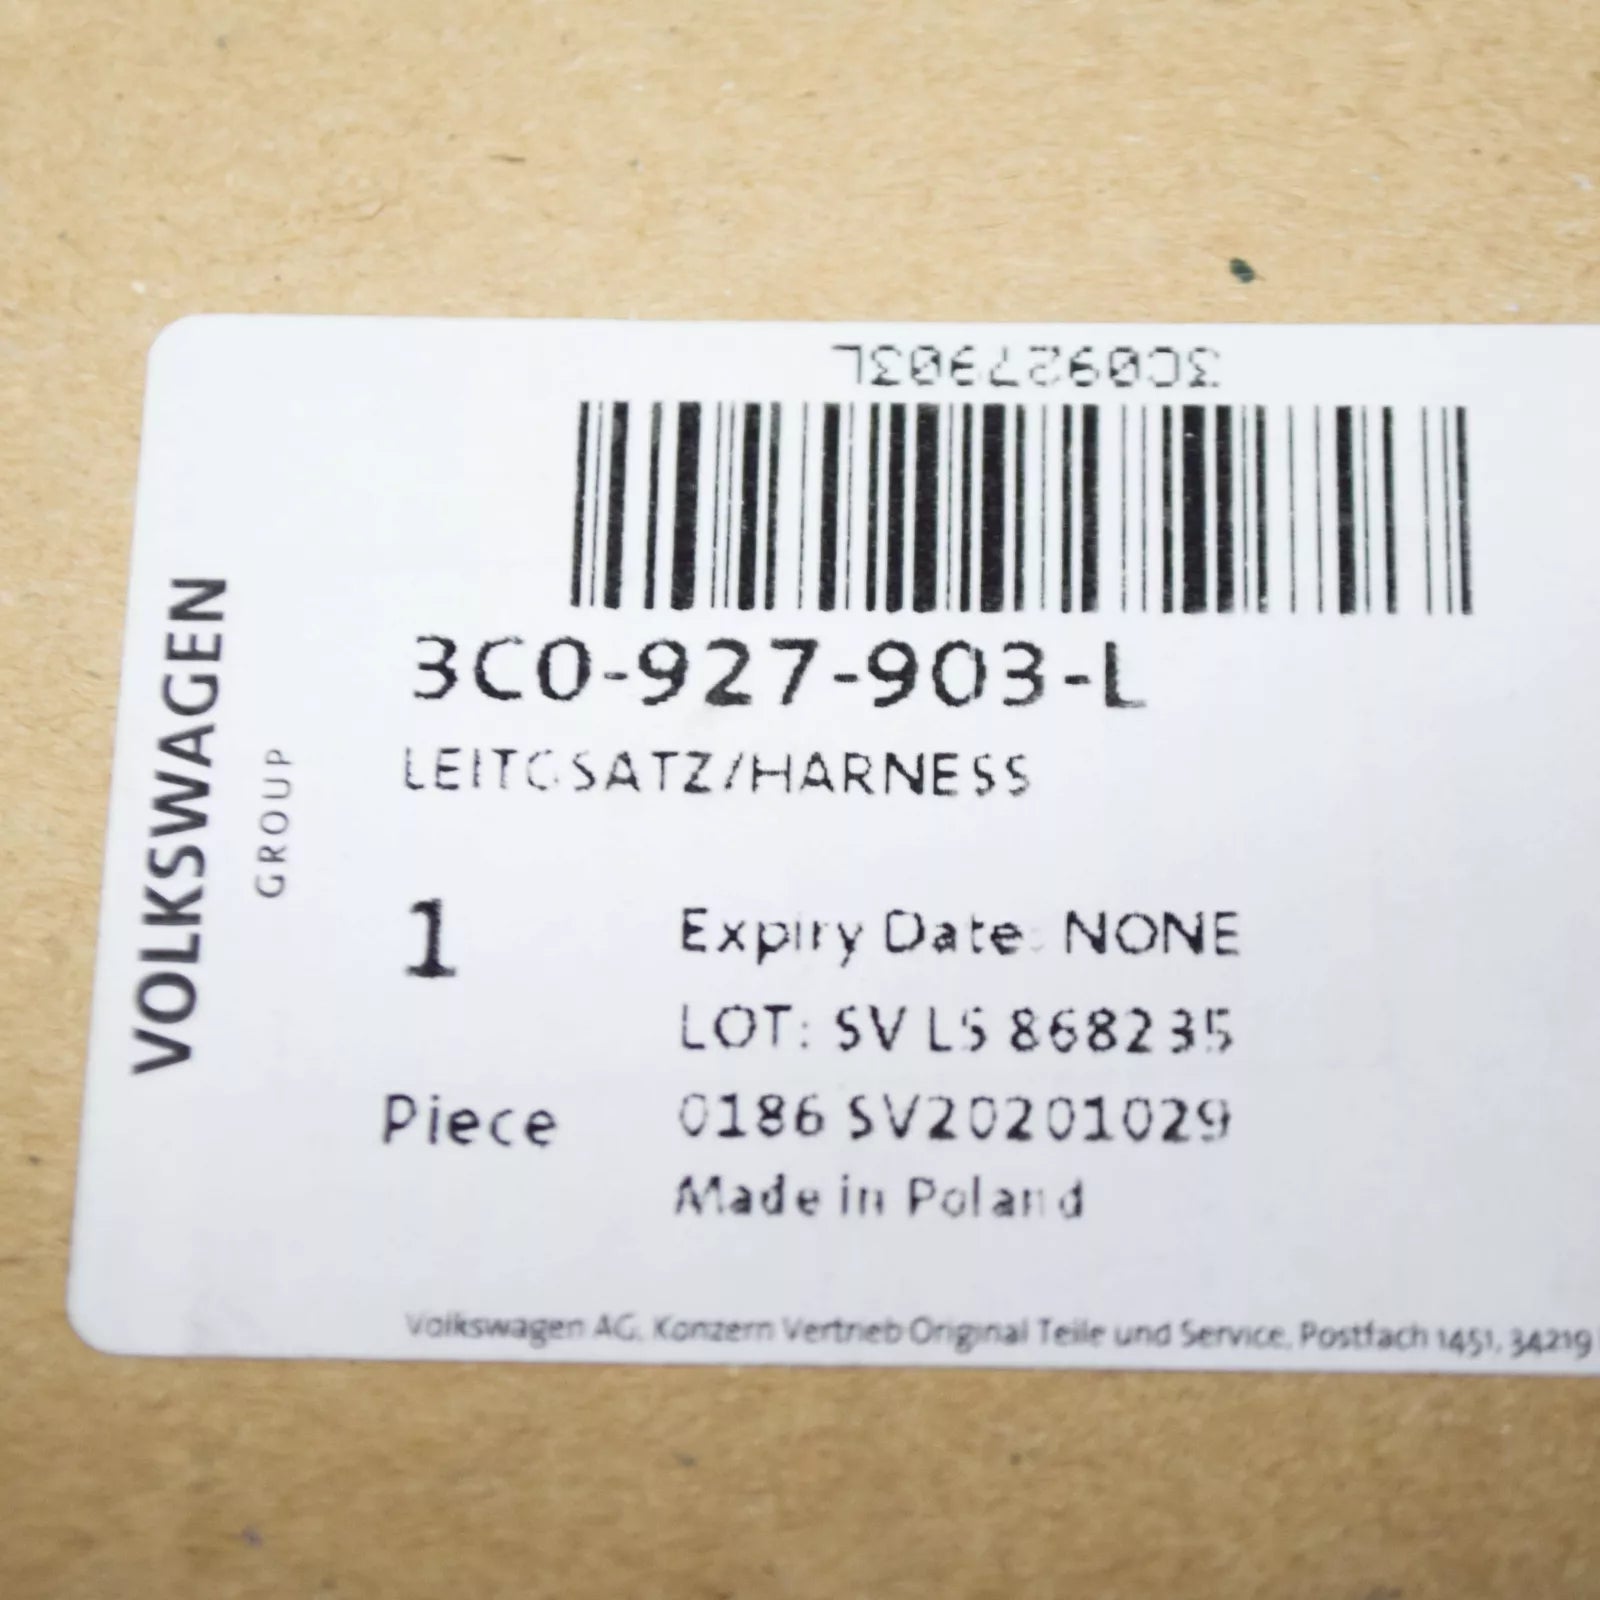 3C0927903L
3C0-927-903-L
LEITGSATZ/HARNESS
VOLKSWAGEN
GROUP
1
Expiry Date: NONE
LOT: SV LS 868235
Piece
0186 SV20201029
Made in Poland
Volkswagen AG, Konzern Vertrieb Original Teile und Service, Postfach 1451, 34219